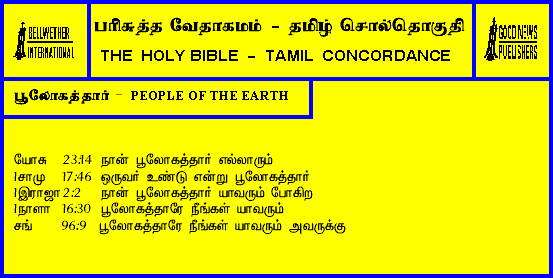 BELLWETHER INTERNATIONAL
பரிசுத்த வேதாகமம் - தமிழ் சொல்தொகுதி
THE HOLY BIBLE - TAMIL CONCORDANCE
GOOD NEWS PUBLISHERS
பூலோகத்தார் - PEOPLE OF THE EARTH
யோசு 23:14 நான் பூலோகத்தார் எல்லாரும்
1சாமு 17:46 ஒருவர் உண்டு என்று பூலோகத்தார்
1இராஜா 2:2 நான் பூலோகத்தார் யாவரும் போகிற
1நாளா 16:30 பூலோகத்தாரே நீங்கள் யாவரும்
சங் 96:9 பூலோகத்தாரே நீங்கள் யாவரும் அவருக்கு